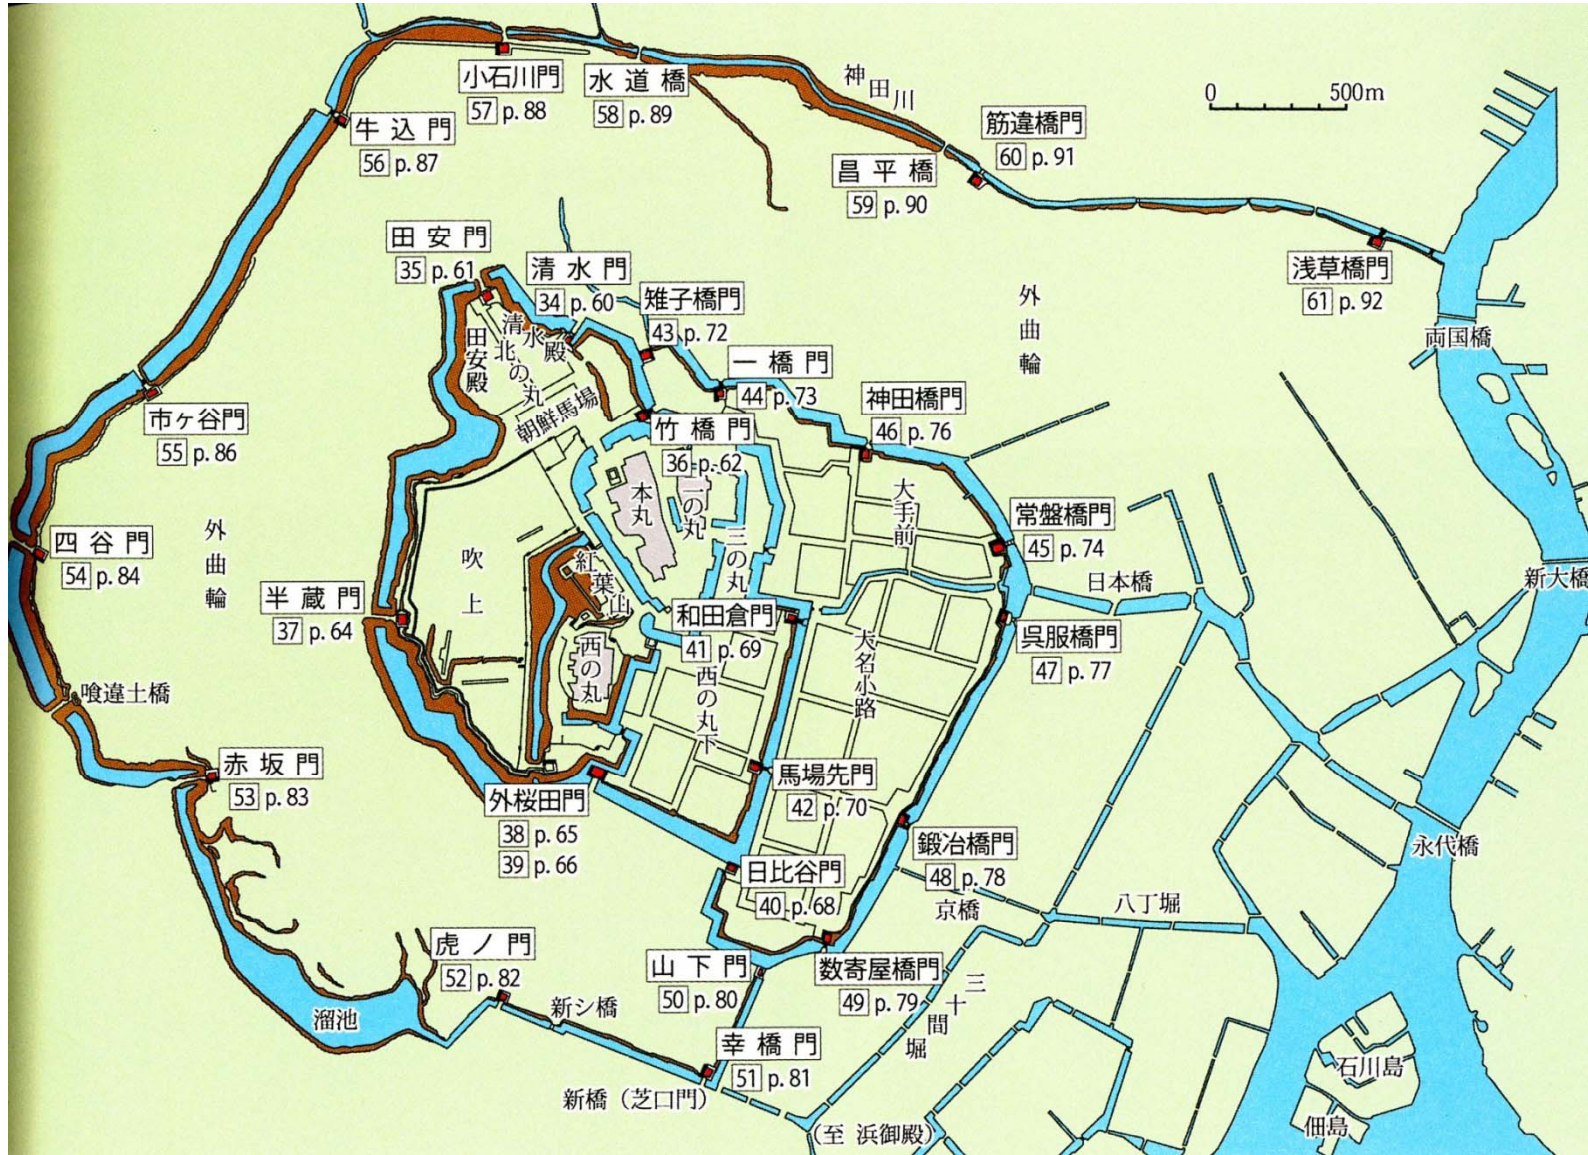 神田川
0 500m
小石川門
57 p. 88
水道橋
58 p. 89
牛込門
56 p. 87
筋違橋門
60 p. 91
昌平橋
59 p. 90
浅草橋門
61 p. 92
両国橋
田安門
35 p. 61
清水門
34 p. 60
雉子橋門
43 p. 72
一橋門
44 p. 73
神田橋門
46 p. 76
外曲輪
田安殿
北の丸
清水殿
朝鮮馬場
竹橋門
36 p. 62
市ヶ谷門
55 p. 86
四谷門
54 p. 84
外曲輪
吹上
紅葉山
本丸
三の丸
大手前
常盤橋門
45 p. 74
日本橋
新大橋
半蔵門
37 p. 64
西の丸
和田倉門
41 p. 69
西の丸下
大名小路
呉服橋門
47 p. 77
喰違土橋
赤坂門
53 p. 83
外桜田門
38 p. 65
39 p. 66
馬場先門
42 p. 70
鍛冶橋門
48 p. 78
日比谷門
40 p. 68
京橋
八丁堀
永代橋
虎ノ門
52 p. 82
新シ橋
溜池
山下門
50 p. 80
数寄屋橋門
49 p. 79
三十間堀
幸橋門
51 p. 81
新橋（芝口門）
（至 浜御殿）
石川島
佃島